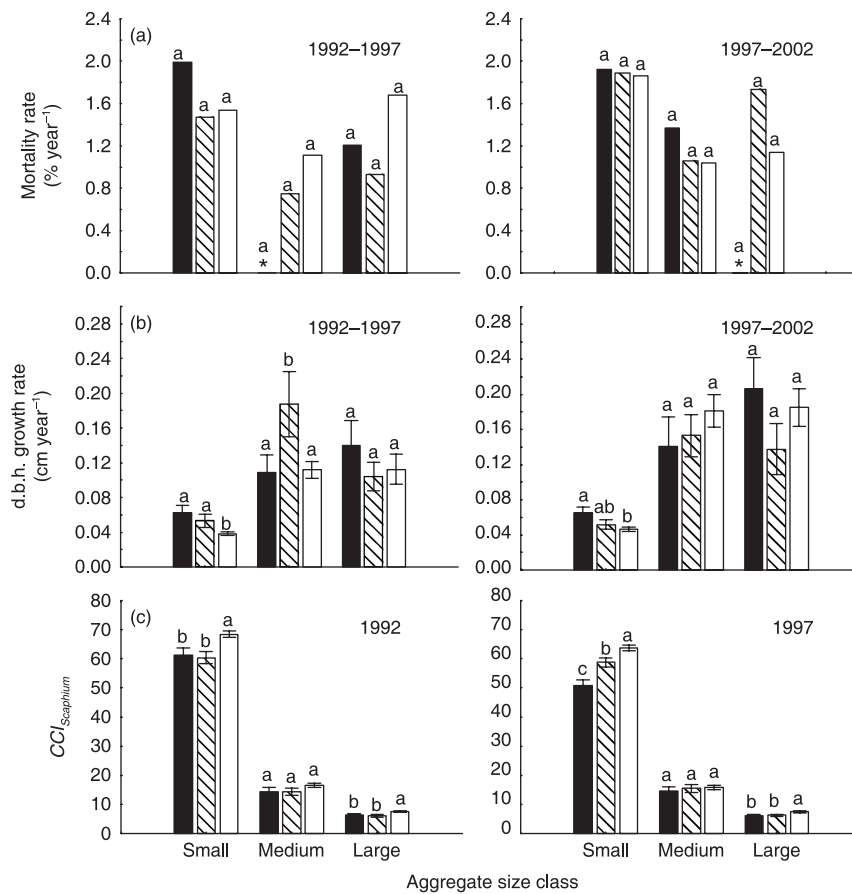 (a)
1992–1997
1997–2002
Mortality rate
(% year⁻¹)
2.4
2.0
1.6
1.2
0.8
0.4
0.0
a a a
a a a
*
a a a
2.4
2.0
1.6
1.2
0.8
0.4
0.0
a a a
a a a
a a a
*
(b)
1992–1997
1997–2002
d.b.h. growth rate
(cm year⁻¹)
0.28
0.24
0.20
0.16
0.12
0.08
0.04
0.00
a a b
a b a
a a a
0.28
0.24
0.20
0.16
0.12
0.08
0.04
0.00
a ab b
a a a
a a a
(c)
1992
1997
CCI_Scaphium
80
70
60
50
40
30
20
10
0
b b a
a a a
b b a
80
70
60
50
40
30
20
10
0
c b a
a a a
b b a
Small Medium Large
Small Medium Large
Aggregate size class